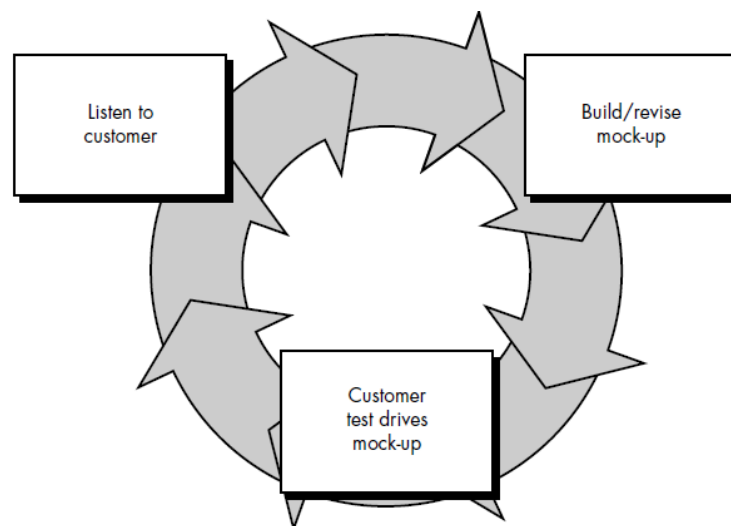 Listen to
customer
Build/revise
mock-up
Customer
test drives
mock-up